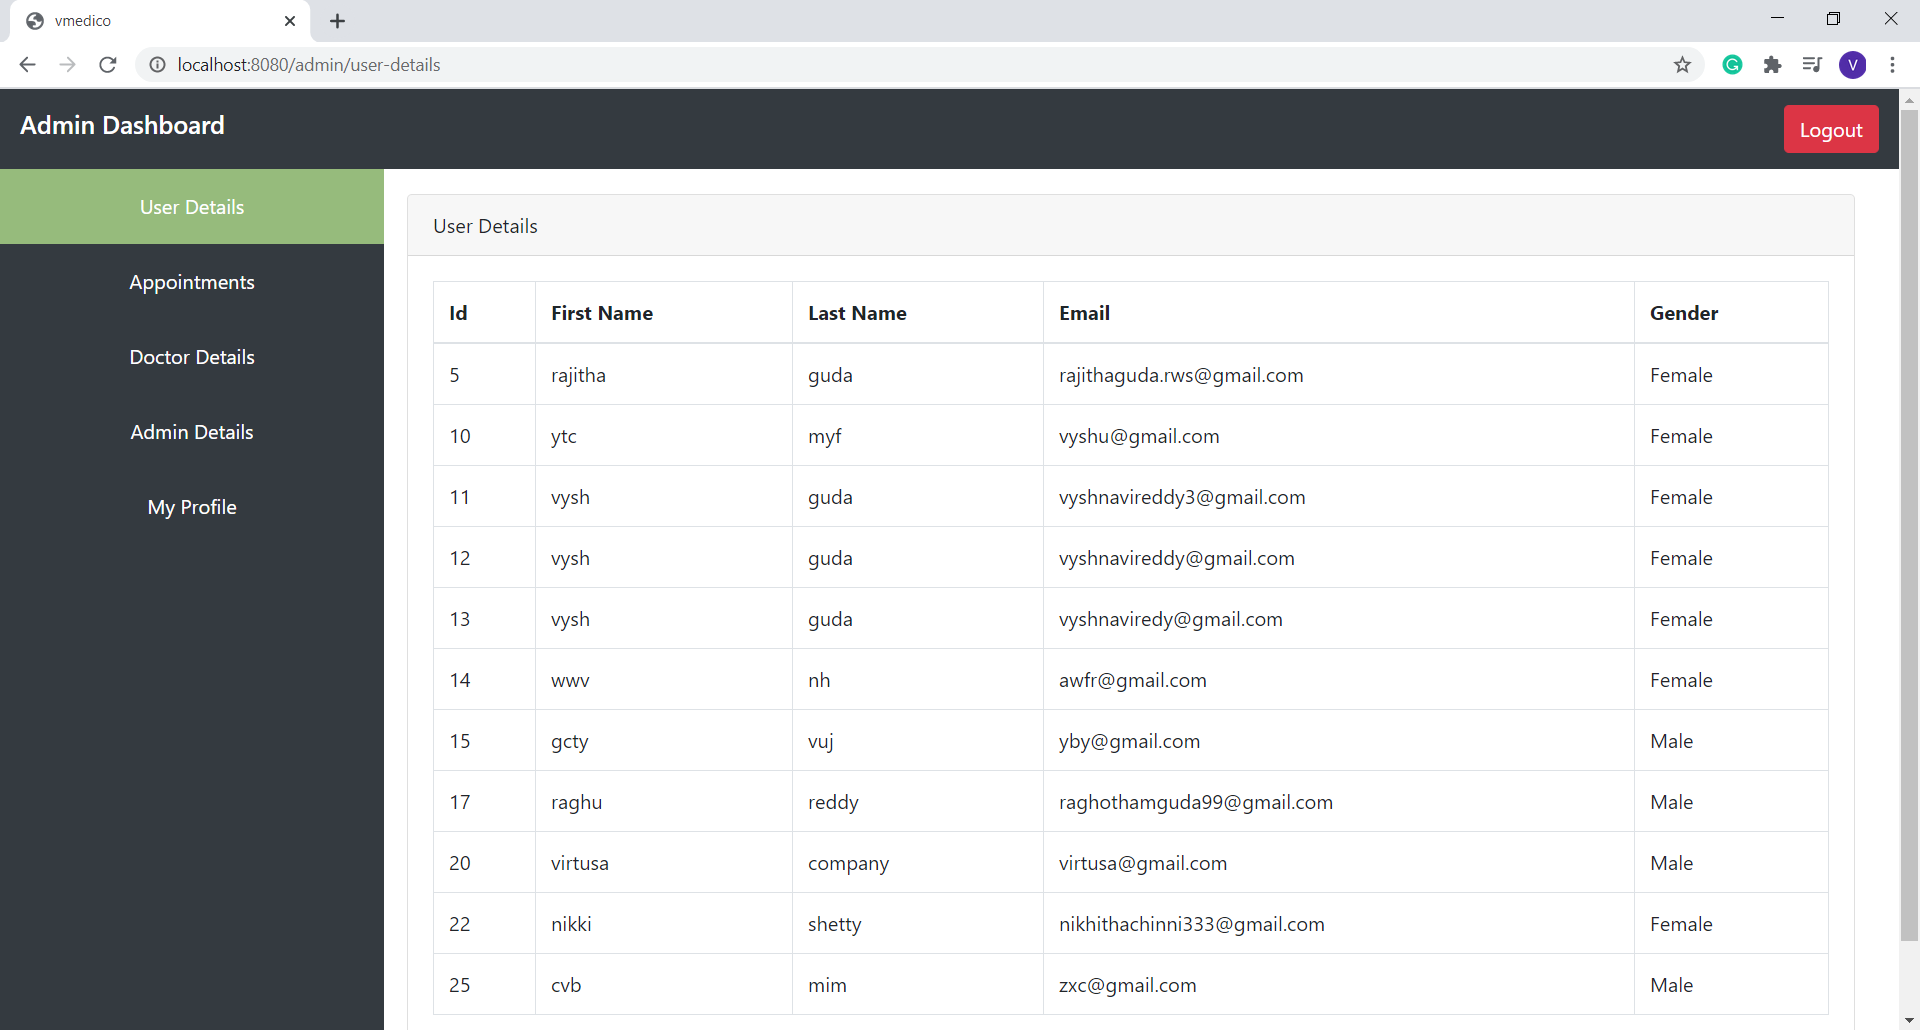 vmedico
localhost:8080/admin/user-details
V
Admin Dashboard
Logout
User Details
Appointments
Doctor Details
Admin Details
My Profile
User Details
Id First Name Last Name Email Gender
5 rajitha guda rajithaguda.rws@gmail.com Female
10 ytc myf vyshu@gmail.com Female
11 vysh guda vyshnavireddy3@gmail.com Female
12 vysh guda vyshnavireddy@gmail.com Female
13 vysh guda vyshnaviredy@gmail.com Female
14 wwv nh awfr@gmail.com Female
15 gcty vuj yby@gmail.com Male
17 raghu reddy raghothamguda99@gmail.com Male
20 virtusa company virtusa@gmail.com Male
22 nikki shetty nikhithachinni333@gmail.com Female
25 cvb mim zxc@gmail.com Male